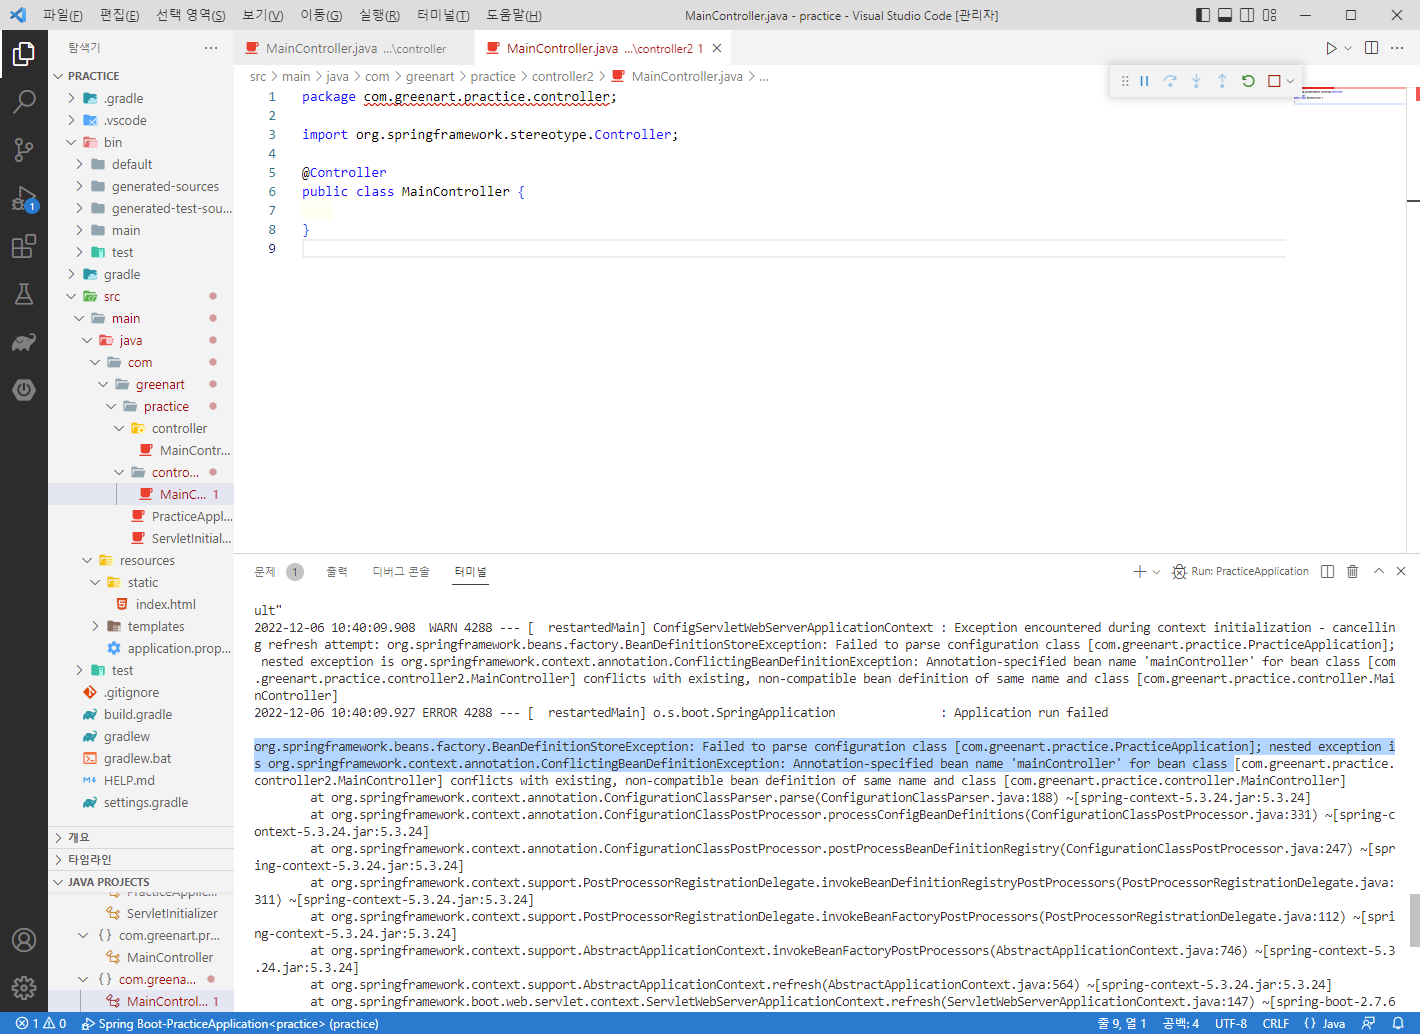 파일(F) 편집(E) 선택 영역(S) 보기(V) 이동(G) 실행(R) 터미널(T) 도움말(H) MainController.java - practice - Visual Studio Code [관리자]
탐색기
PRACTICE
.gradle
.vscode
bin
default
generated-sources
generated-test-sou...
main
test
gradle
src
main
java
com
greenart
practice
controller
MainContr...
contro...
MainC... 1
PracticeAppl...
ServletInitial...
resources
static
index.html
templates
application.prop...
test
.gitignore
build.gradle
gradlew
gradlew.bat
HELP.md
settings.gradle
개요
타임라인
JAVA PROJECTS
PracticeApplic...
ServletInitializer
{} com.greenart.pr...
MainController
{} com.greena...
MainControl... 1
1
MainController.java ...\controller
MainController.java ...\controller2 1
src > main > java > com > greenart > practice > controller2 > MainController.java > ...
1 package com.greenart.practice.controller;
2
3 import org.springframework.stereotype.Controller;
4
5 @Controller
6 public class MainController {
7
8 }
9
문제 1 출력 디버그 콘솔 터미널 Run: PracticeApplication
ult"
2022-12-06 10:40:09.908  WARN 4288 --- [  restartedMain] ConfigServletWebServerApplicationContext : Exception encountered during context initialization - cancellin
g refresh attempt: org.springframework.beans.factory.BeanDefinitionStoreException: Failed to parse configuration class [com.greenart.practice.PracticeApplication];
 nested exception is org.springframework.context.annotation.ConflictingBeanDefinitionException: Annotation-specified bean name 'mainController' for bean class [com
.greenart.practice.controller2.MainController] conflicts with existing, non-compatible bean definition of same name and class [com.greenart.practice.controller.Mai
nController]
2022-12-06 10:40:09.927 ERROR 4288 --- [  restartedMain] o.s.boot.SpringApplication               : Application run failed
org.springframework.beans.factory.BeanDefinitionStoreException: Failed to parse configuration class [com.greenart.practice.PracticeApplication]; nested exception i
s org.springframework.context.annotation.ConflictingBeanDefinitionException: Annotation-specified bean name 'mainController' for bean class [com.greenart.practice.
controller2.MainController] conflicts with existing, non-compatible bean definition of same name and class [com.greenart.practice.controller.MainController]
at org.springframework.context.annotation.ConfigurationClassParser.parse(ConfigurationClassParser.java:188) ~[spring-context-5.3.24.jar:5.3.24]
at org.springframework.context.annotation.ConfigurationClassPostProcessor.processConfigBeanDefinitions(ConfigurationClassPostProcessor.java:331) ~[spring-c
ontext-5.3.24.jar:5.3.24]
at org.springframework.context.annotation.ConfigurationClassPostProcessor.postProcessBeanDefinitionRegistry(ConfigurationClassPostProcessor.java:247) ~[spr
ing-context-5.3.24.jar:5.3.24]
at org.springframework.context.support.PostProcessorRegistrationDelegate.invokeBeanDefinitionRegistryPostProcessors(PostProcessorRegistrationDelegate.java:
311) ~[spring-context-5.3.24.jar:5.3.24]
at org.springframework.context.support.PostProcessorRegistrationDelegate.invokeBeanFactoryPostProcessors(PostProcessorRegistrationDelegate.java:112) ~[spri
ng-context-5.3.24.jar:5.3.24]
at org.springframework.context.support.AbstractApplicationContext.invokeBeanFactoryPostProcessors(AbstractApplicationContext.java:746) ~[spring-context-5.3
.24.jar:5.3.24]
at org.springframework.context.support.AbstractApplicationContext.refresh(AbstractApplicationContext.java:564) ~[spring-context-5.3.24.jar:5.3.24]
at org.springframework.boot.web.servlet.context.ServletWebServerApplicationContext.refresh(ServletWebServerApplicationContext.java:147) ~[spring-boot-2.7.6
1 0 Spring Boot-PracticeApplication<practice> (practice) 줄 9, 열 1 공백: 4 UTF-8 CRLF {} Java